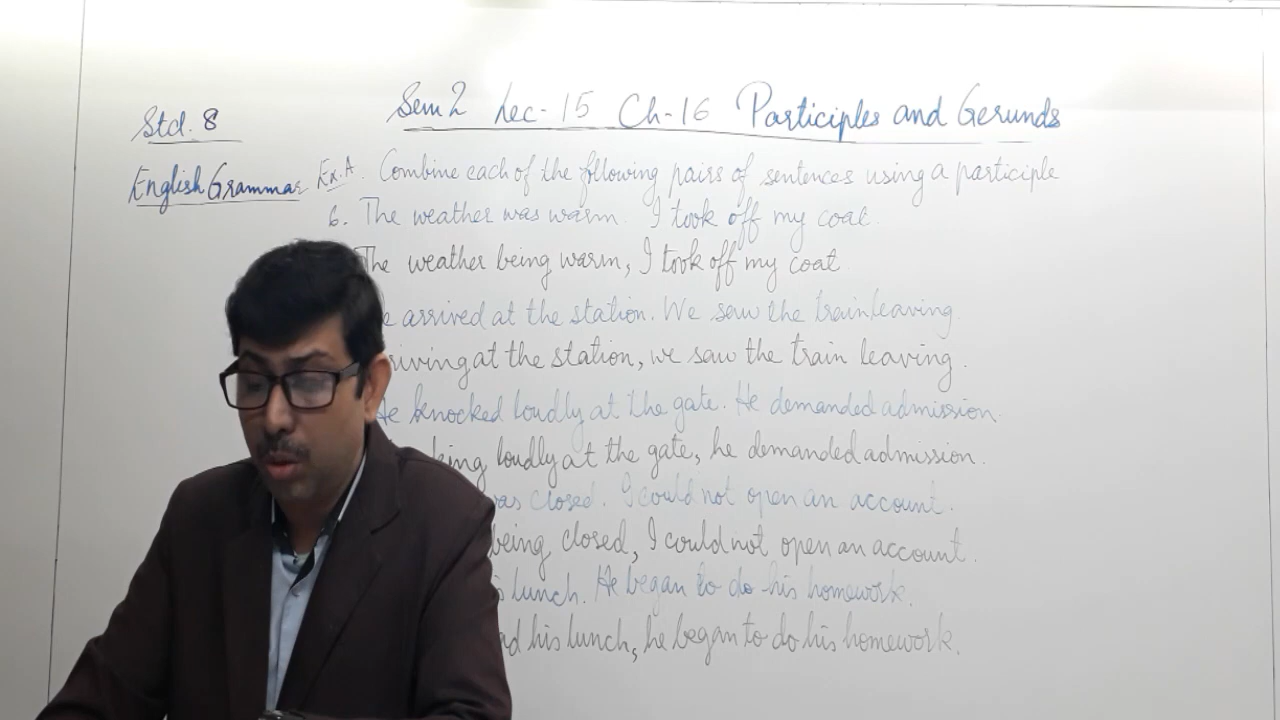 Sem 2 Lec-15 Ch-16 Participles and Gerunds
Std. 8
English Grammar
Ex.A. Combine each of the following pairs of sentences using a participle
6. The weather was warm. I took off my coat.
The weather being warm, I took off my coat
arrived at the station. We saw the train leaving.
at the station, we saw the train leaving.
He knocked loudly at the gate. He demanded admission.
loudly at the gate, he demanded admission.
closed. I could not open an account.
being closed, I could not open an account.
lunch. He began to do his homework.
his lunch, he began to do his homework.